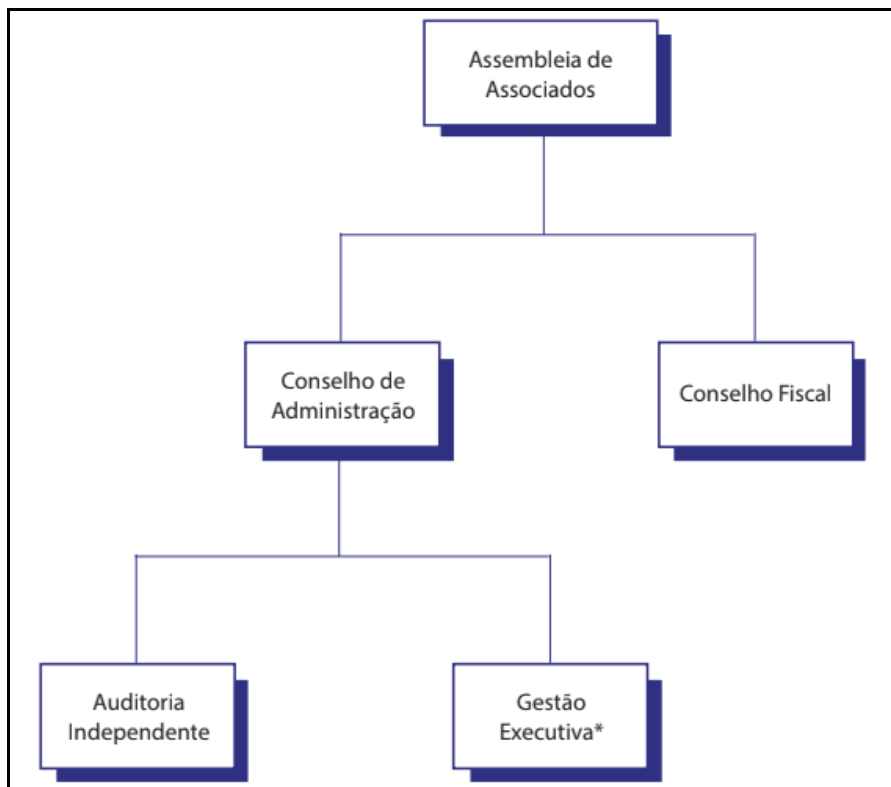 Assembleia de
Associados
Conselho de
Administração
Conselho Fiscal
Auditoria
Independente
Gestão
Executiva*